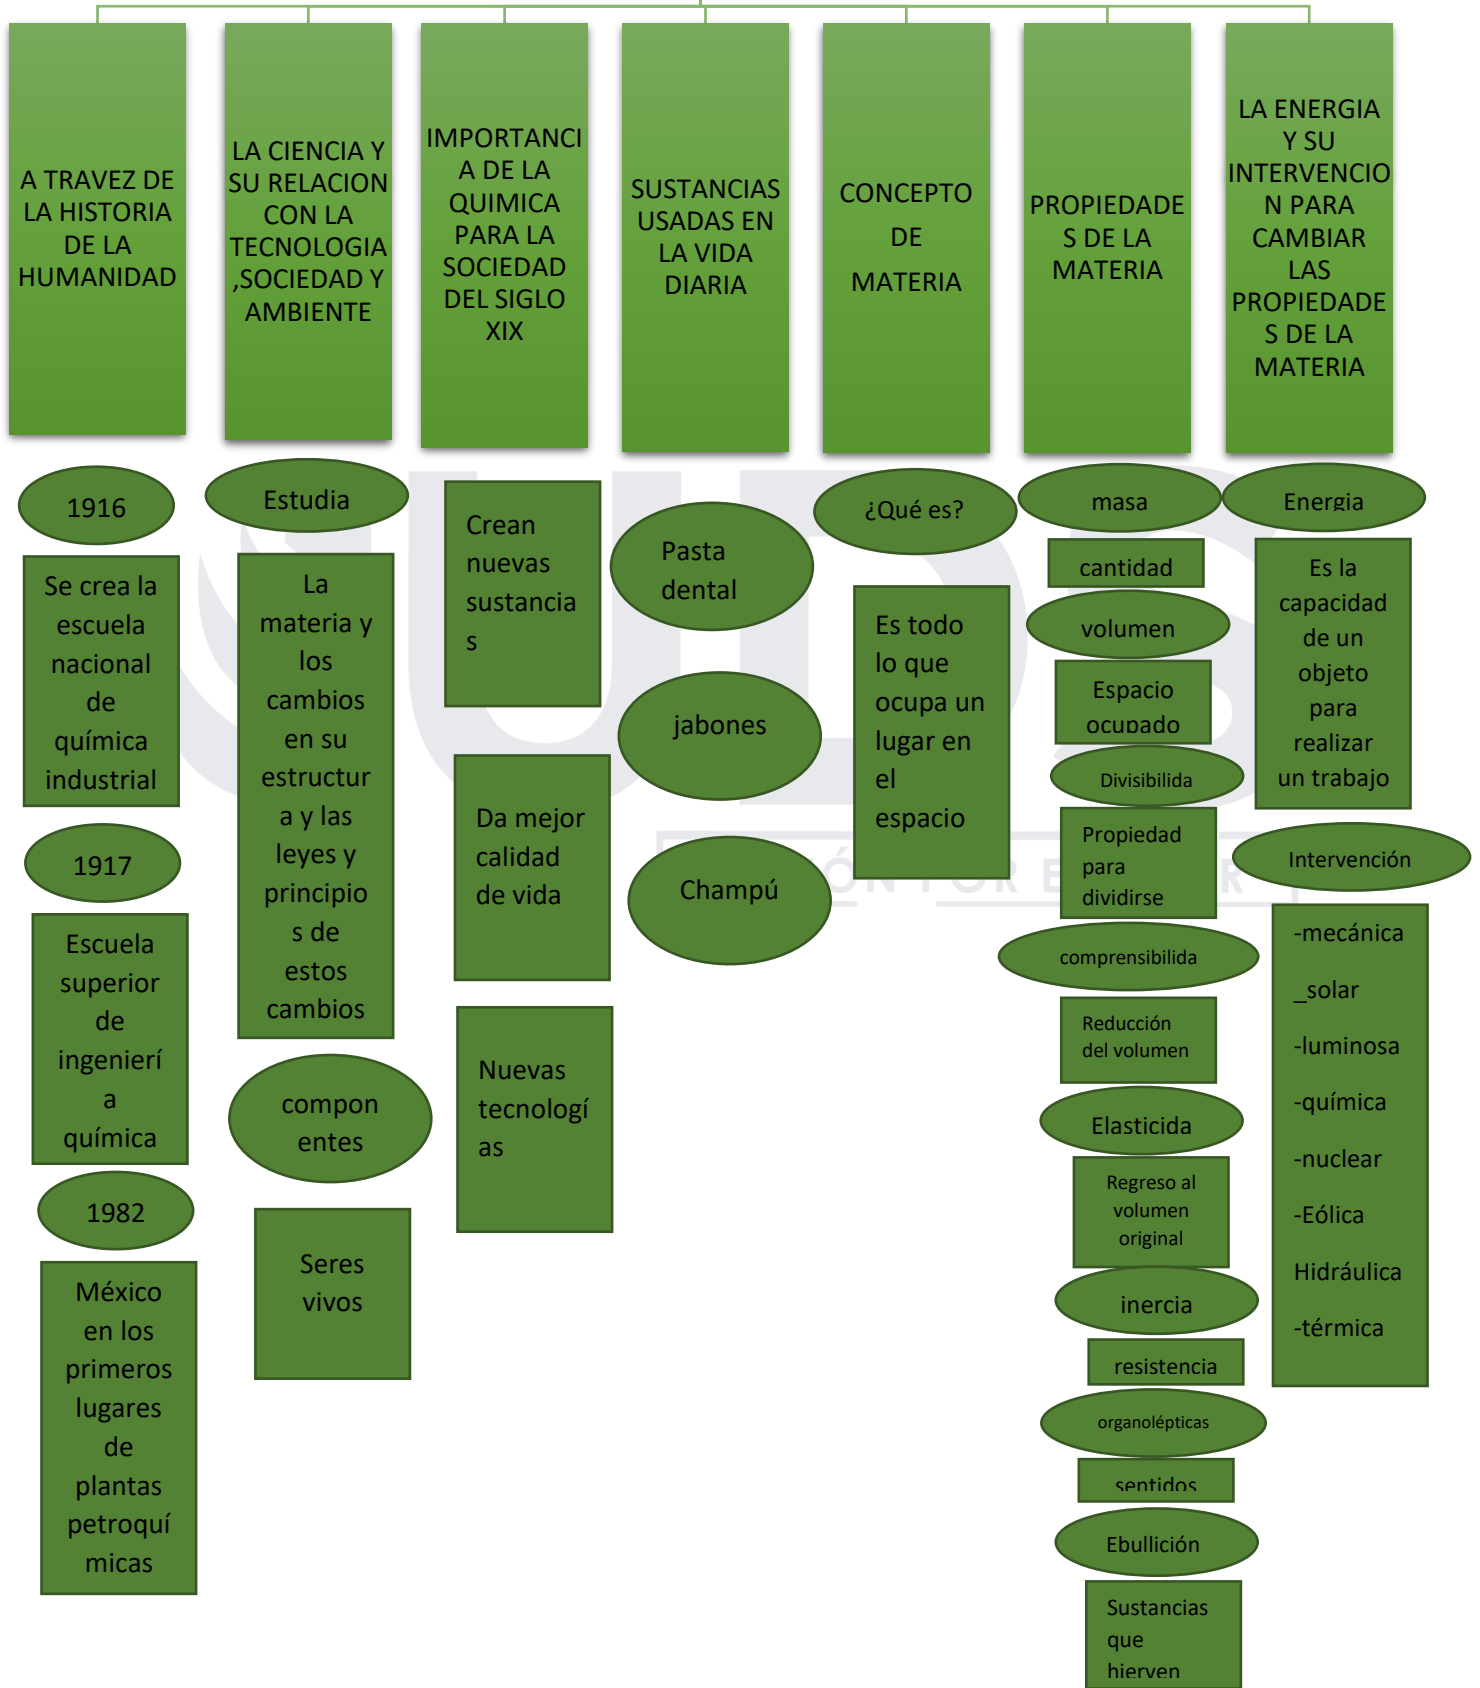 A TRAVEZ DE
LA HISTORIA
DE LA
HUMANIDAD
1916
Se crea la
escuela
nacional
de
química
industrial
1917
Escuela
superior
de
ingenierí
a
química
1982
México
en los
primeros
lugares
de
plantas
petroquí
micas
LA CIENCIA Y
SU RELACION
CON LA
TECNOLOGIA
,SOCIEDAD Y
AMBIENTE
Estudia
La
materia y
los
cambios
en su
estructur
a y las
leyes y
principio
s de
estos
cambios
compon
entes
Seres
vivos
IMPORTANCI
A DE LA
QUIMICA
PARA LA
SOCIEDAD
DEL SIGLO
XIX
Crean
nuevas
sustancia
s
Da mejor
calidad
de vida
Nuevas
tecnologí
as
SUSTANCIAS
USADAS EN
LA VIDA
DIARIA
Pasta
dental
jabones
Champú
CONCEPTO
DE
MATERIA
¿Qué es?
Es todo
lo que
ocupa un
lugar en
el
espacio
PROPIEDADE
S DE LA
MATERIA
masa
cantidad
volumen
Espacio
ocupado
Divisibilida
Propiedad
para
dividirse
comprensibilida
Reducción
del volumen
Elasticida
Regreso al
volumen
original
inercia
resistencia
organolépticas
sentidos
Ebullición
Sustancias
que
hierven
LA ENERGIA
Y SU
INTERVENCIO
N PARA
CAMBIAR
LAS
PROPIEDADE
S DE LA
MATERIA
Energia
Es la
capacidad
de un
objeto
para
realizar
un trabajo
Intervención
-mecánica
_solar
-luminosa
-química
-nuclear
-Eólica
Hidráulica
-térmica
UDS